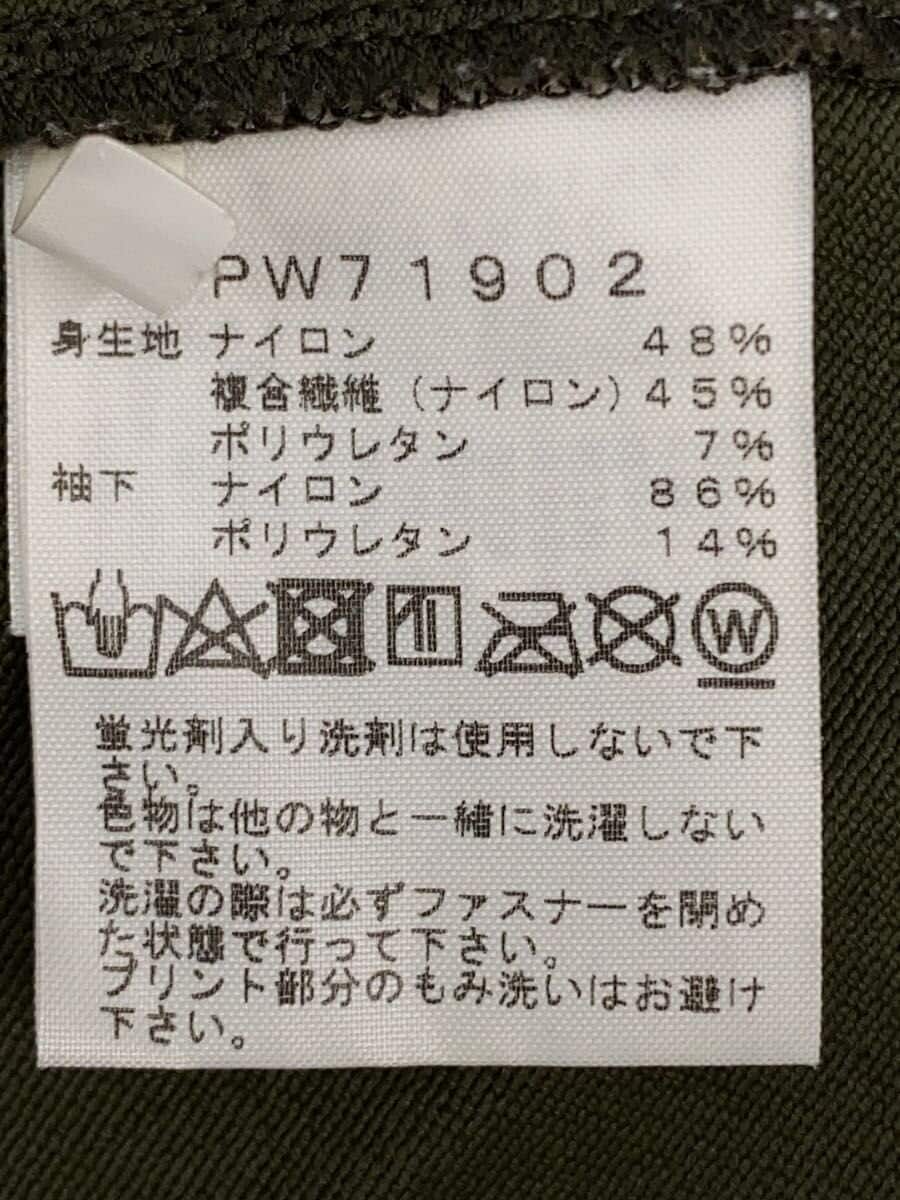 PW71902
身生地 ナイロン 48%
複合繊維(ナイロン)45%
ポリウレタン 7%
袖下 ナイロン 86%
ポリウレタン 14%
W
蛍光剤入り洗剤は使用しないで下
さい。
色物は他の物と一緒に洗濯しない
で下さい。
洗濯の際は必ずファスナーを閉め
た状態で行って下さい。
プリント部分のもみ洗いはお避け
下さい。